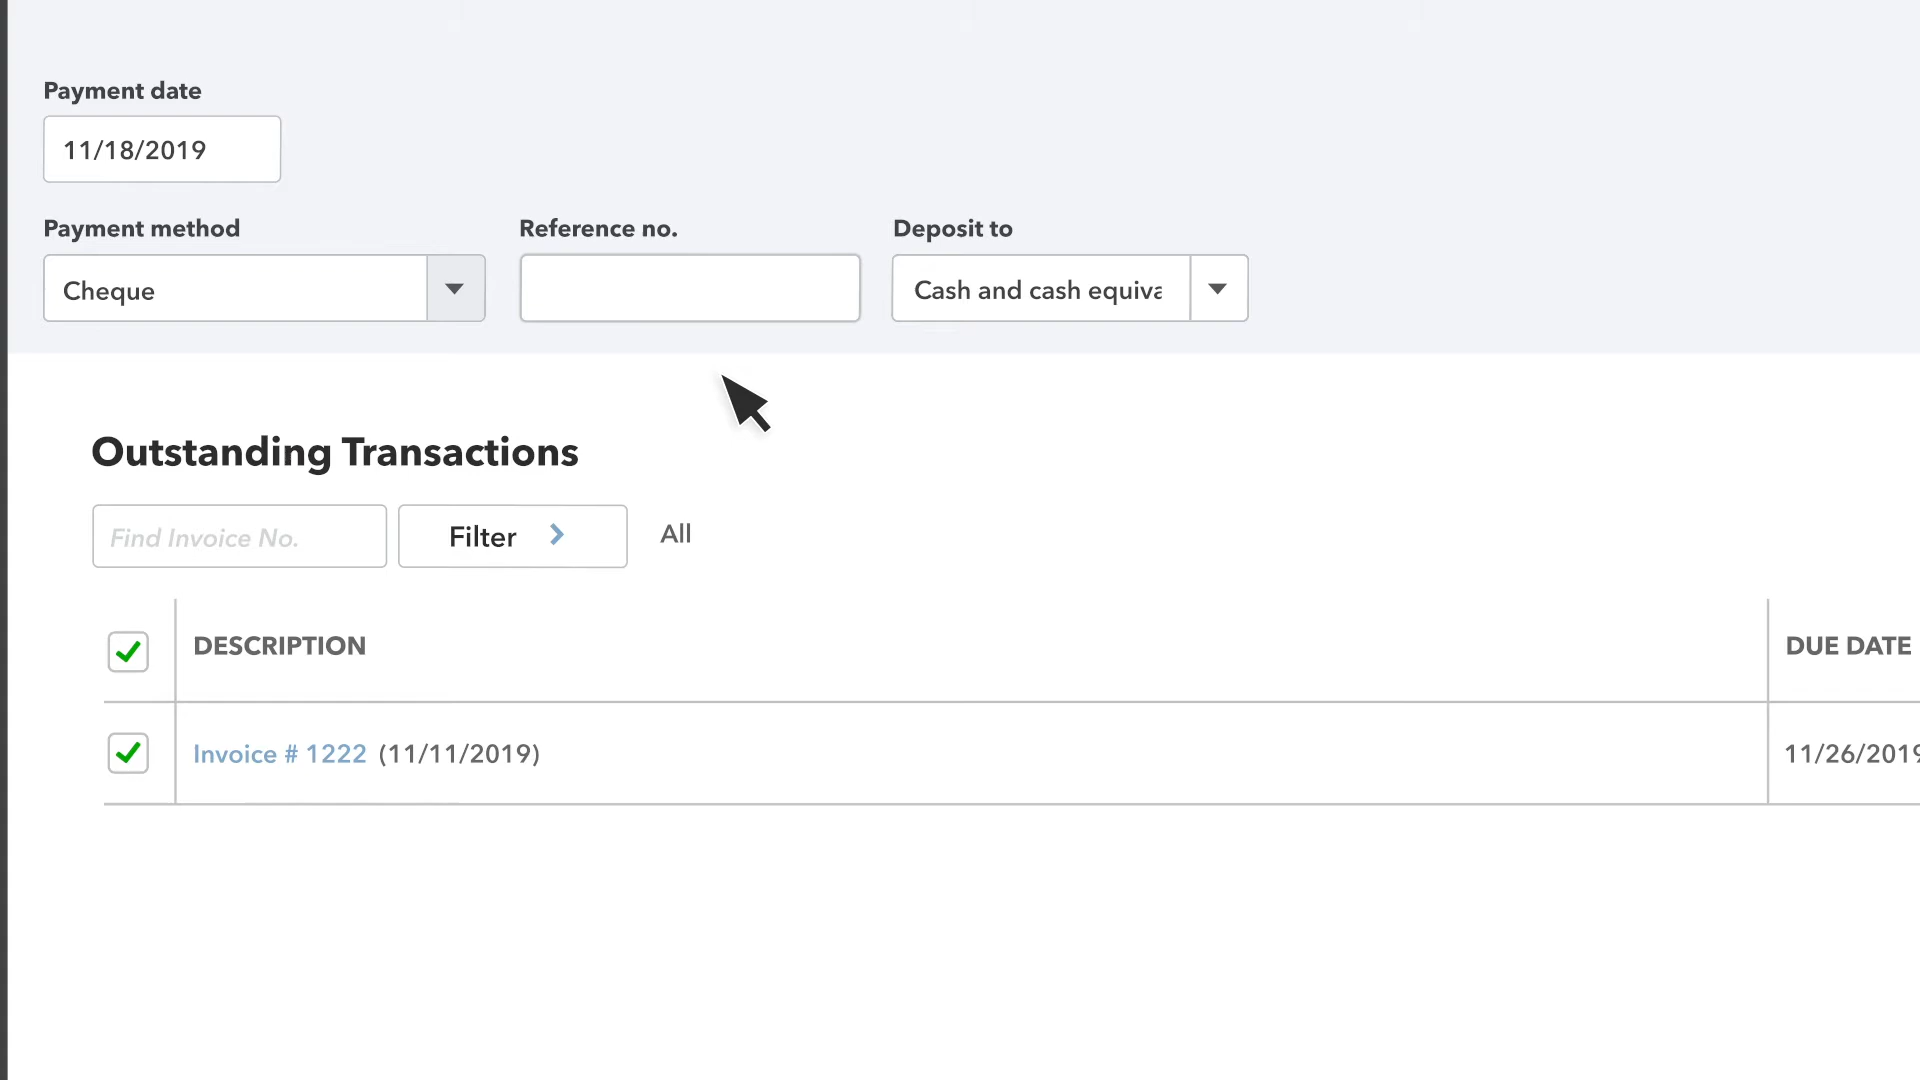 Payment date
11/18/2019
Payment method Reference no. Deposit to
Cheque Cash and cash equiva
Outstanding Transactions
Find Invoice No. Filter All
DESCRIPTION DUE DATE
Invoice # 1222 (11/11/2019) 11/26/2019